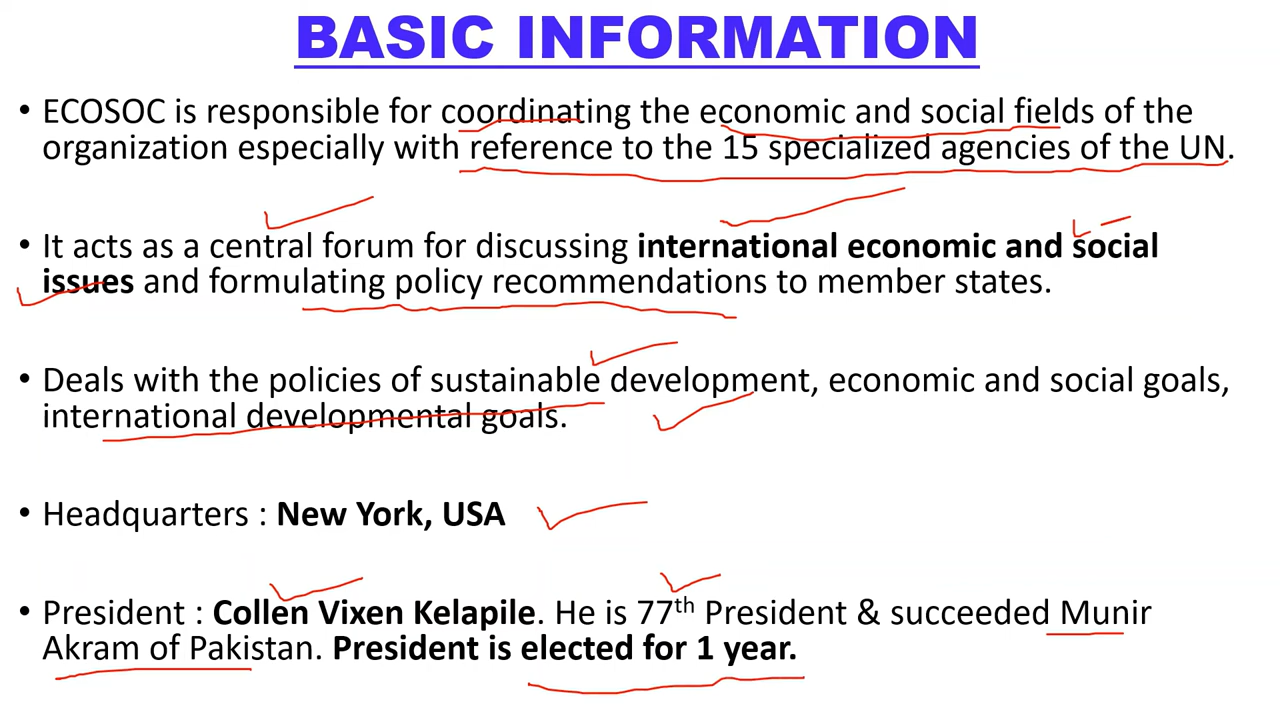 BASIC INFORMATION
• ECOSOC is responsible for coordinating the economic and social fields of the
organization especially with reference to the 15 specialized agencies of the UN.
• It acts as a central forum for discussing international economic and social
issues and formulating policy recommendations to member states.
• Deals with the policies of sustainable development, economic and social goals,
international developmental goals.
• Headquarters : New York, USA
• President : Collen Vixen Kelapile. He is 77th President & succeeded Munir
Akram of Pakistan. President is elected for 1 year.